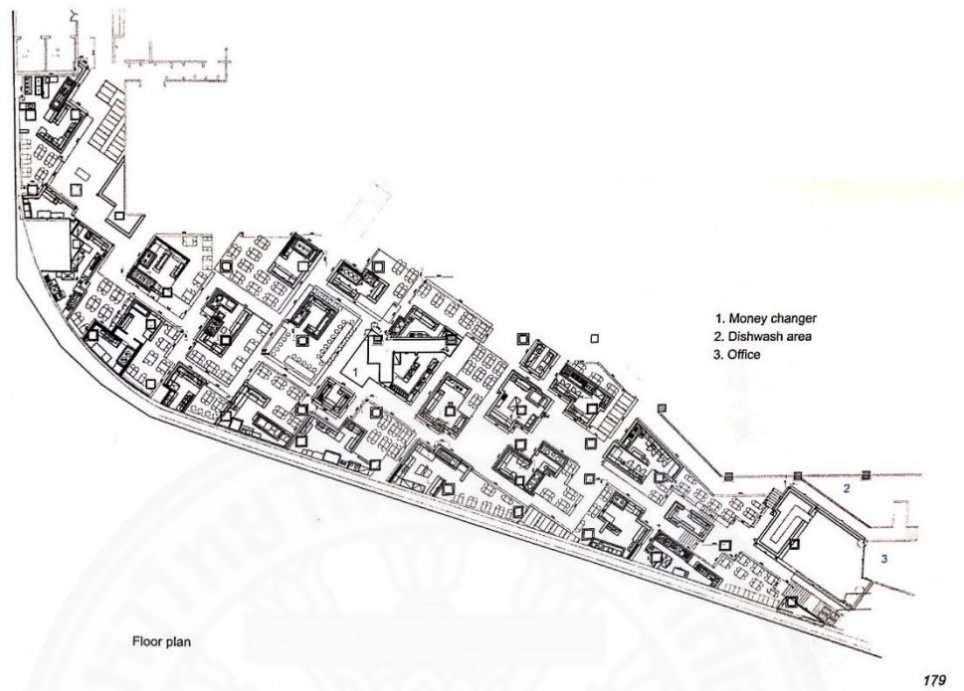 1
1. Money changer
2. Dishwash area
3. Office
2
3
Floor plan
179